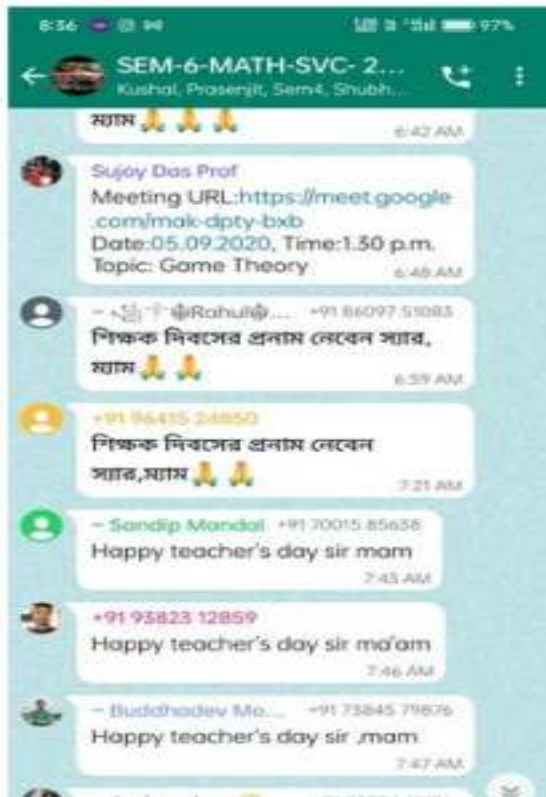 8:36
97%
SEM-6-MATH-SVC- 2...
Kushal, Prosenjit, Sem4, Shubh...
ম্যাম🙏🙏🙏
6:42 AM
Sujoy Das Prof
Meeting URL:https://meet.google
.com/mak-dpty-bxb
Date:05.09.2020, Time:1.30 p.m.
Topic: Game Theory
6:48 AM
Rahul
+91 86097 51083
শিক্ষক দিবসের প্রনাম নেবেন স্যার,
ম্যাম🙏🙏
6:59 AM
+91 96415 24850
শিক্ষক দিবসের প্রনাম নেবেন
স্যার,ম্যাম🙏🙏
7:21 AM
~ Sandip Mandal +91 70015 85638
Happy teacher's day sir mam
7:45 AM
+91 93823 12859
Happy teacher's day sir ma'am
7:46 AM
~ Buddhadev Mo... +91 73845 79876
Happy teacher's day sir ,mam
7:47 AM